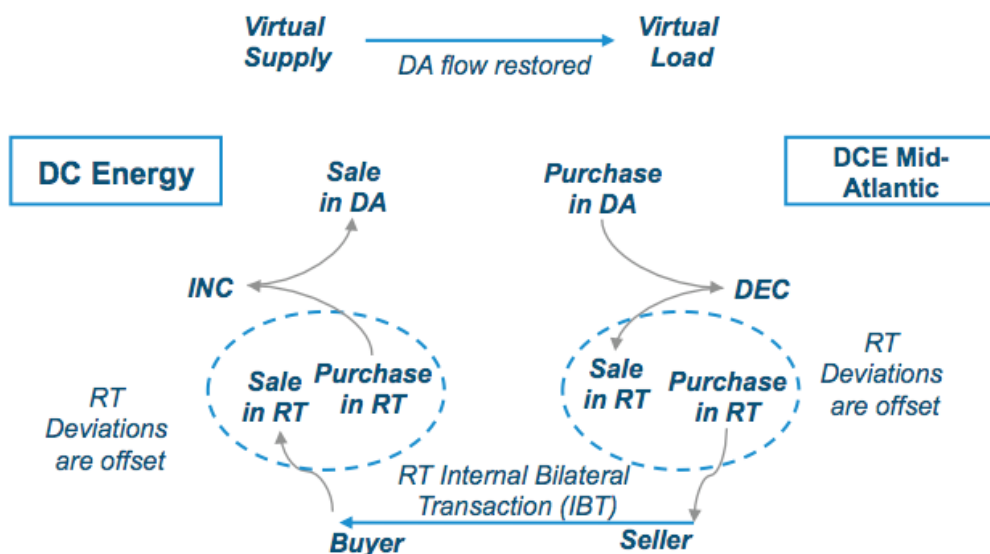 Virtual
Supply
Virtual
Load
DA flow restored
DC Energy
DCE Mid-
Atlantic
Sale
in DA
Purchase
in DA
INC
DEC
Sale
in RT
Purchase
in RT
Sale
in RT
Purchase
in RT
RT
Deviations
are offset
RT
Deviations
are offset
RT Internal Bilateral
Transaction (IBT)
Buyer
Seller